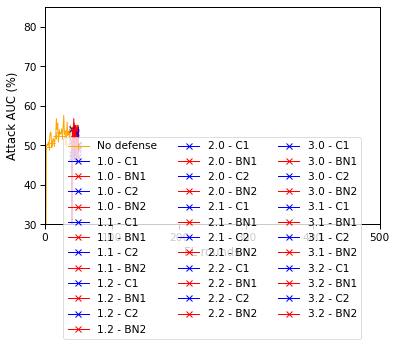 80
70
60
50
40
30
Attack AUC (%)
0
500
No defense
1.0 - C1
1.0 - BN1
1.0 - C2
1.0 - BN2
1.1 - C1
1.1 - BN1
1.1 - C2
1.1 - BN2
1.2 - C1
1.2 - BN1
1.2 - C2
1.2 - BN2
2.0 - C1
2.0 - BN1
2.0 - C2
2.0 - BN2
2.1 - C1
2.1 - BN1
2.1 - C2
2.1 - BN2
2.2 - C1
2.2 - BN1
2.2 - C2
2.2 - BN2
3.0 - C1
3.0 - BN1
3.0 - C2
3.0 - BN2
3.1 - C1
3.1 - BN1
3.1 - C2
3.1 - BN2
3.2 - C1
3.2 - BN1
3.2 - C2
3.2 - BN2